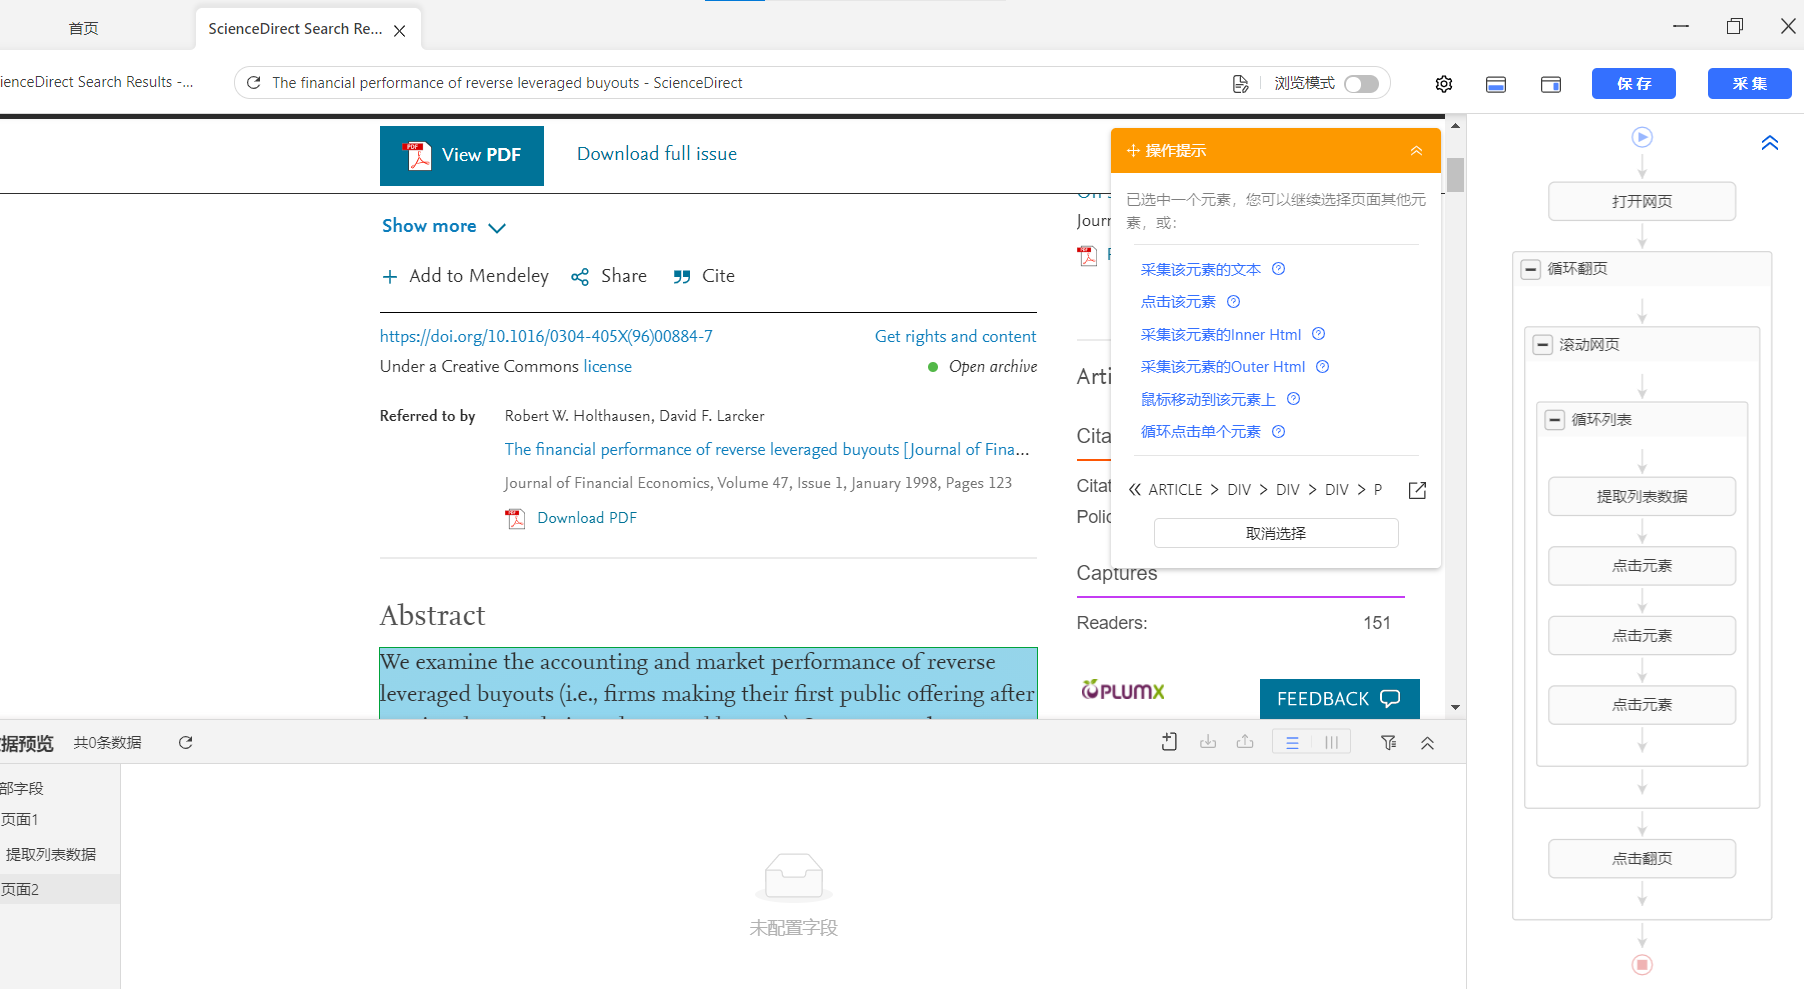 首页
ScienceDirect Search Re...
ienceDirect Search Results -...
The financial performance of reverse leveraged buyouts - ScienceDirect
浏览模式
保存
采集
View PDF
Download full issue
Show more
Add to Mendeley
Share
Cite
https://doi.org/10.1016/0304-405X(96)00884-7
Get rights and content
Under a Creative Commons license
Open archive
Referred to by
Robert W. Holthausen, David F. Larcker
The financial performance of reverse leveraged buyouts [Journal of Fina...
Journal of Financial Economics, Volume 47, Issue 1, January 1998, Pages 123
Download PDF
Abstract
We examine the accounting and market performance of reverse
leveraged buyouts (i.e., firms making their first public offering after
Journ
Arti
Cita
Citat
Polic
Captures
Readers:
151
PLUMX
FEEDBACK
操作提示
已选中一个元素，您可以继续选择页面其他元
素，或：
采集该元素的文本
点击该元素
采集该元素的Inner Html
采集该元素的Outer Html
鼠标移动到该元素上
循环点击单个元素
ARTICLE > DIV > DIV > DIV > P
取消选择
打开网页
循环翻页
滚动网页
循环列表
提取列表数据
点击元素
点击元素
点击元素
点击翻页
据预览
共0条数据
部字段
页面1
提取列表数据
页面2
未配置字段